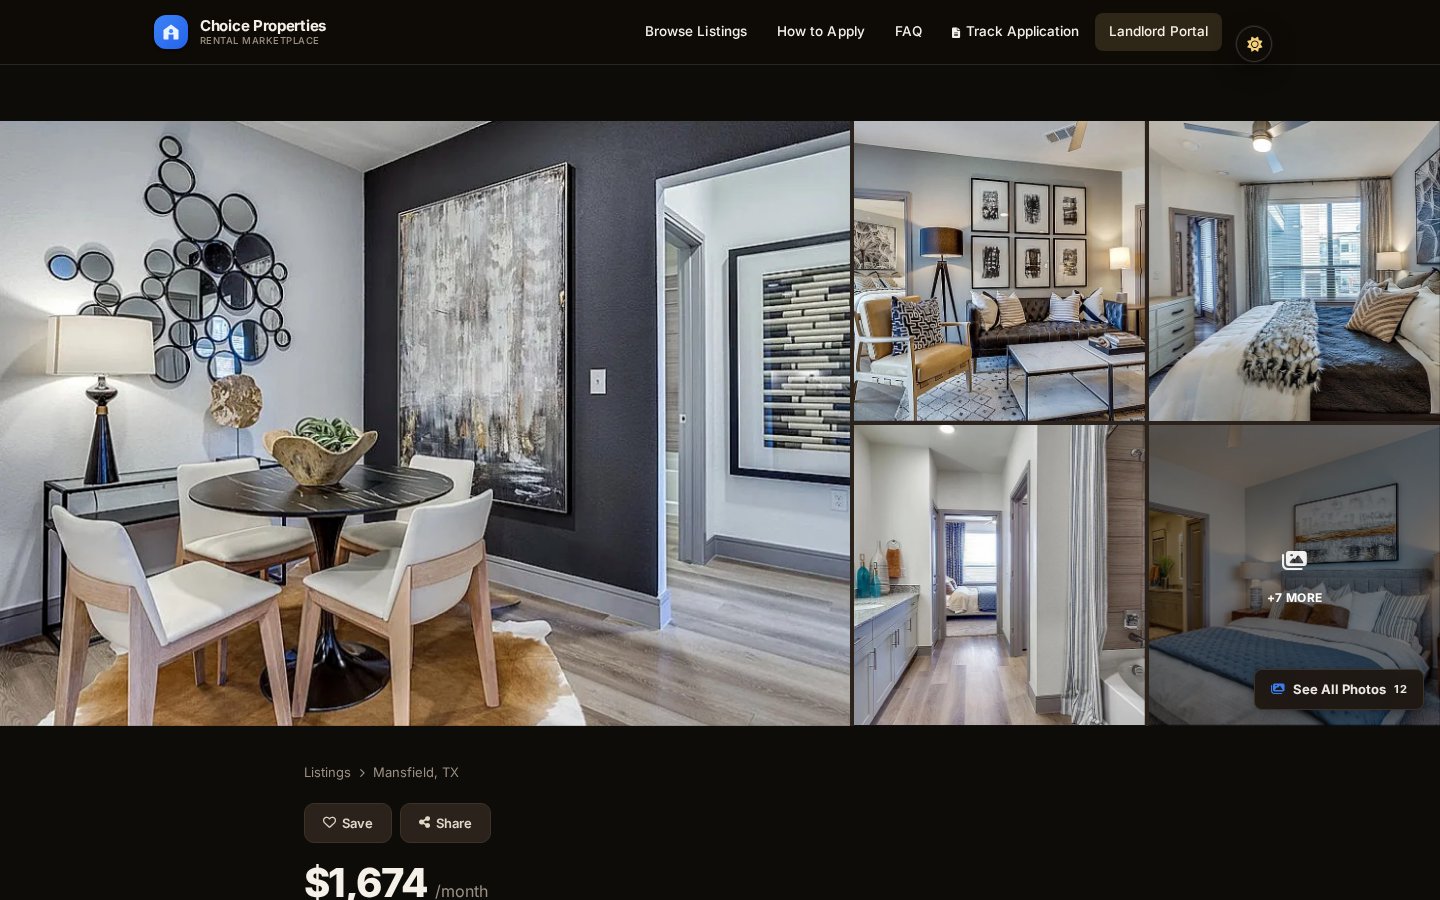 Choice Properties
RENTAL MARKETPLACE
Browse Listings
How to Apply
FAQ
Track Application
Landlord Portal
+7 MORE
See All Photos 12
Listings > Mansfield, TX
Save
Share
$1,674 /month